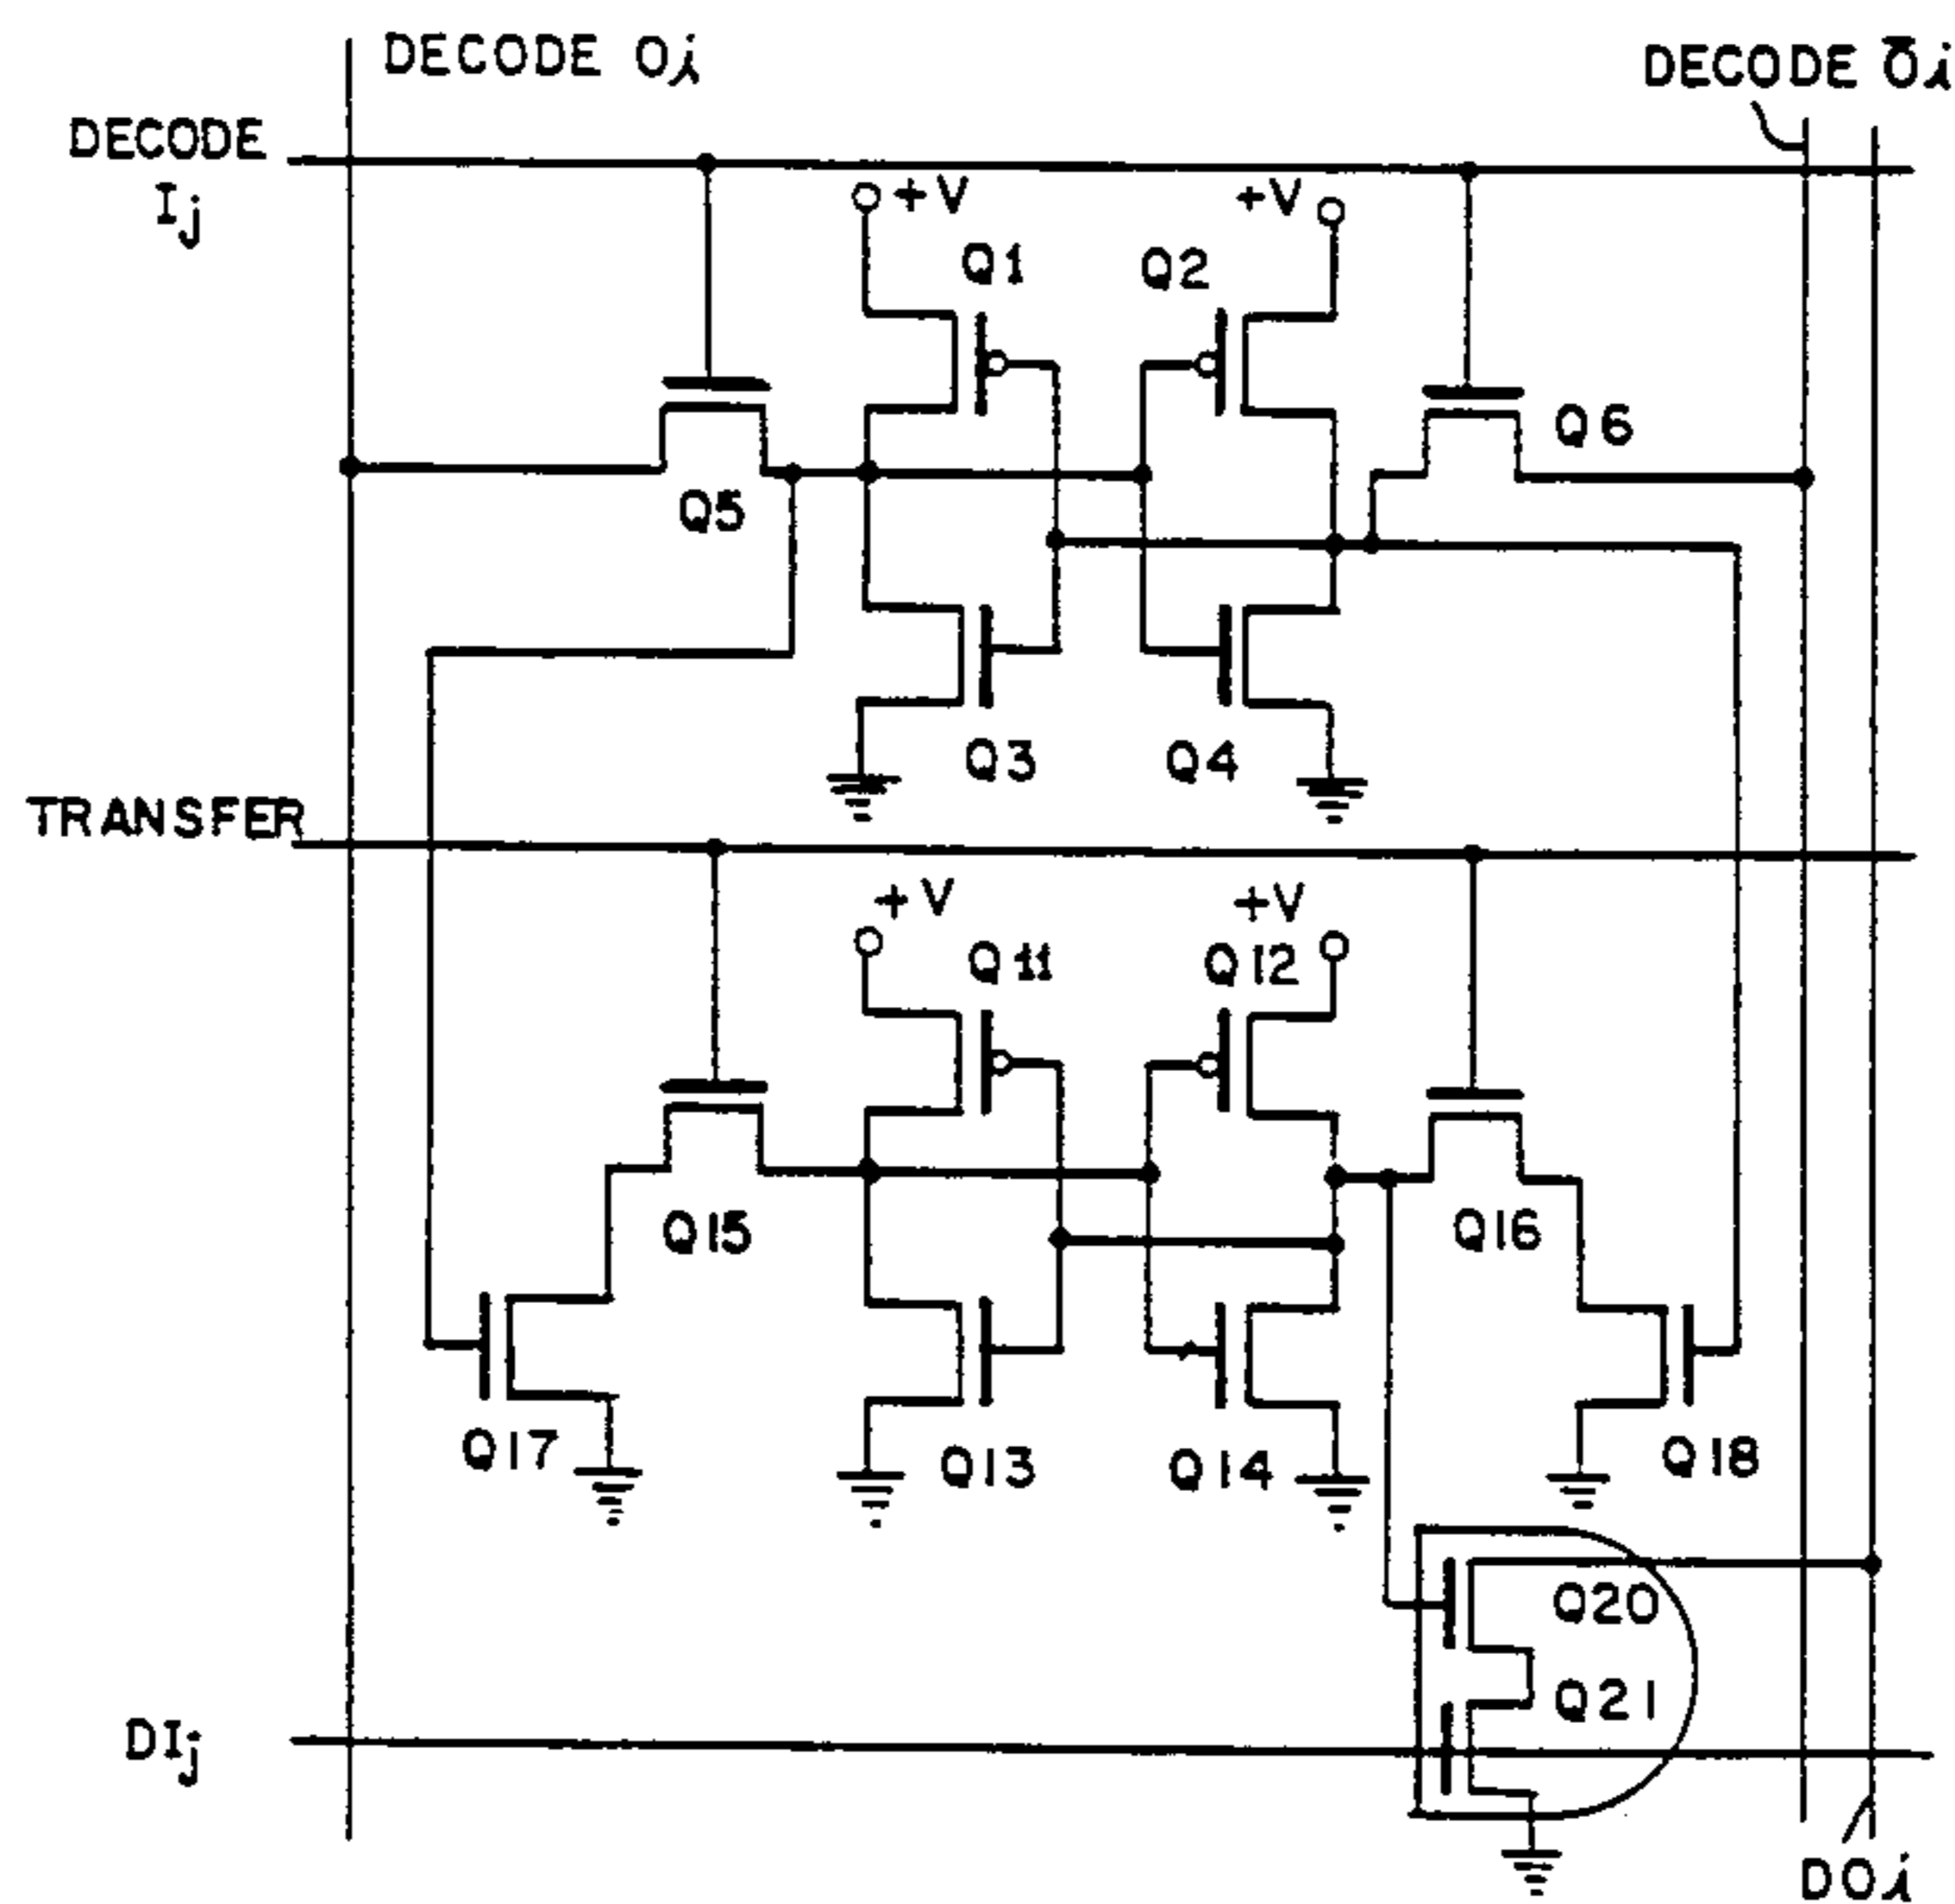 DECODE Oi
DECODE Ōi
DECODE
Ij
+V
+V
Q1
Q2
Q6
Q5
Q3
Q4
TRANSFER
+V
+V
Q11
Q12
Q15
Q16
Q17
Q13
Q14
Q18
Q20
Q21
DIj
DOi